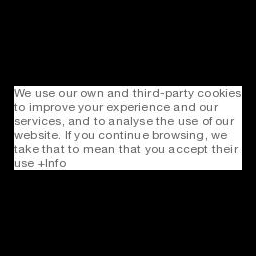 We use our own and third-party cookies
to improve your experience and our
services, and to analyse the use of our
website. If you continue browsing, we
take that to mean that you accept their
use +Info